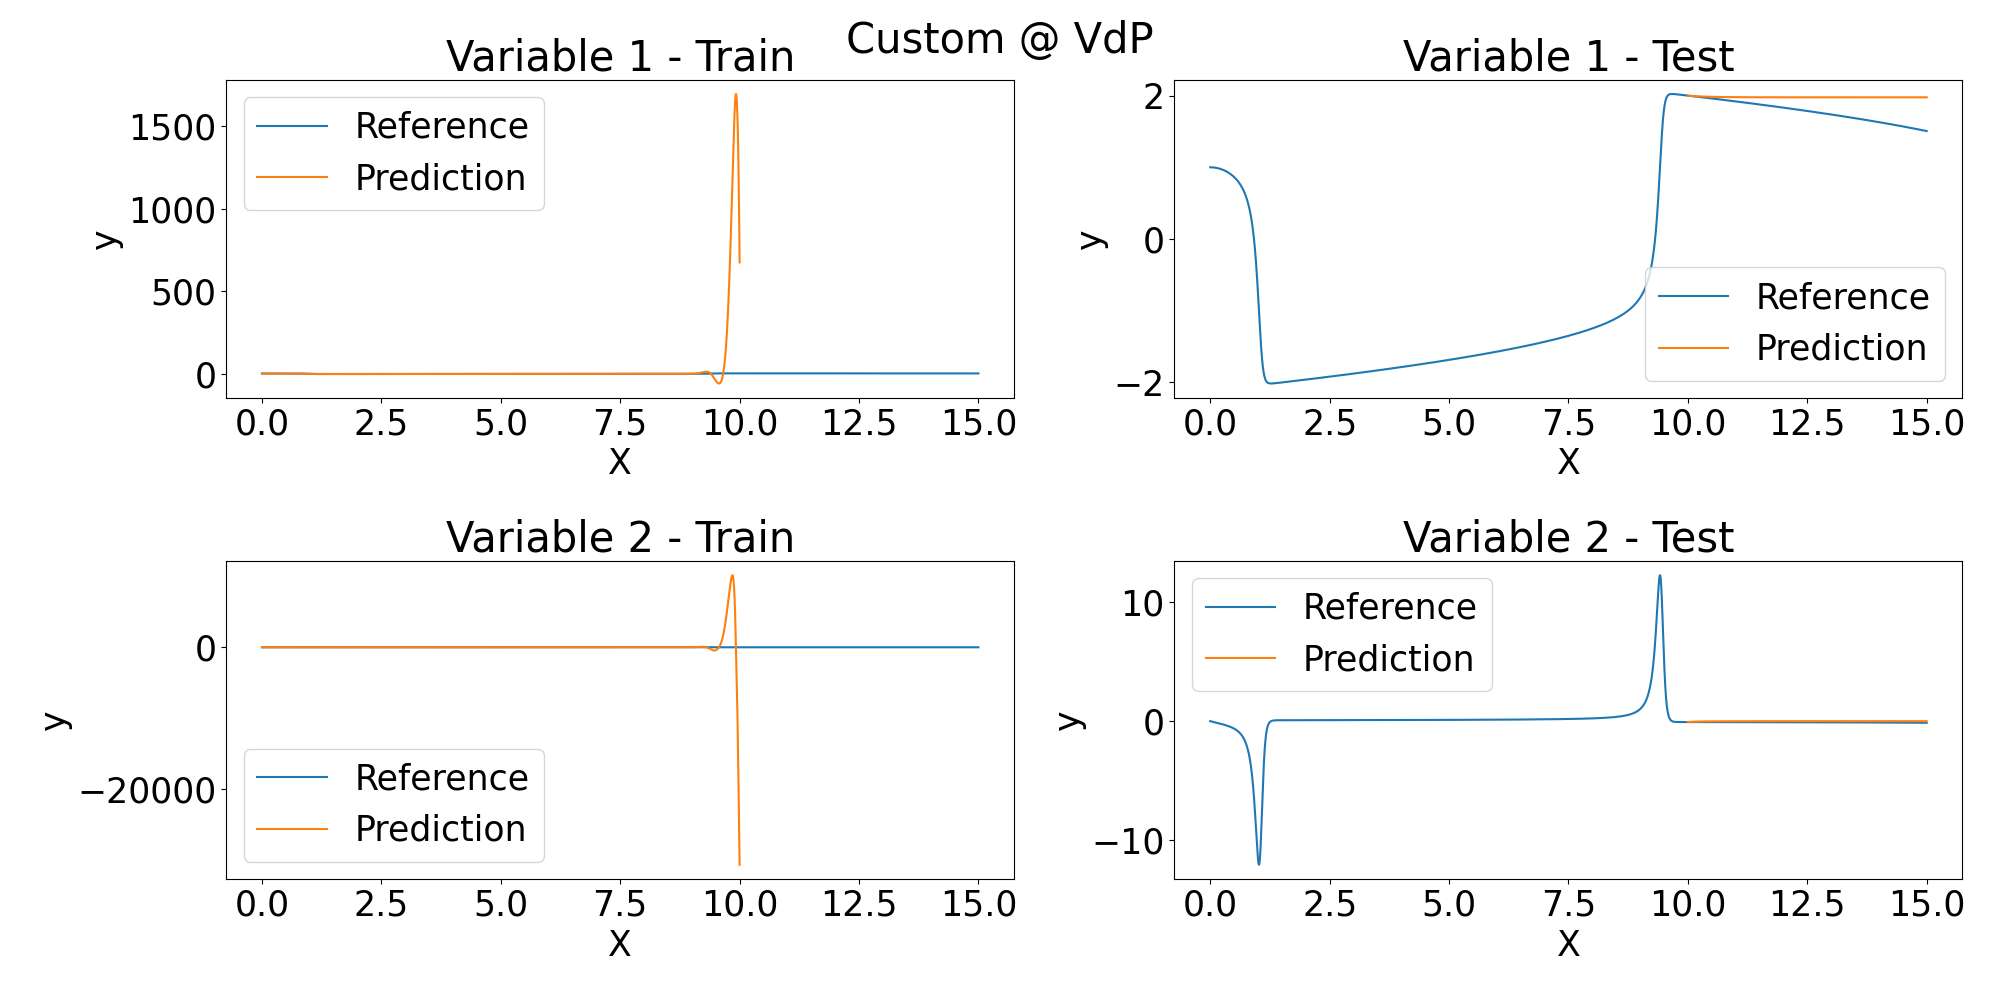 Custom @ VdP
Variable 1 - Train
y
1500
1000
500
0
Reference
Prediction
0.0 2.5 5.0 7.5 10.0 12.5 15.0
X
Variable 1 - Test
y
2
0
−2
Reference
Prediction
0.0 2.5 5.0 7.5 10.0 12.5 15.0
X
Variable 2 - Train
y
0
−20000
Reference
Prediction
0.0 2.5 5.0 7.5 10.0 12.5 15.0
X
Variable 2 - Test
y
10
0
−10
Reference
Prediction
0.0 2.5 5.0 7.5 10.0 12.5 15.0
X